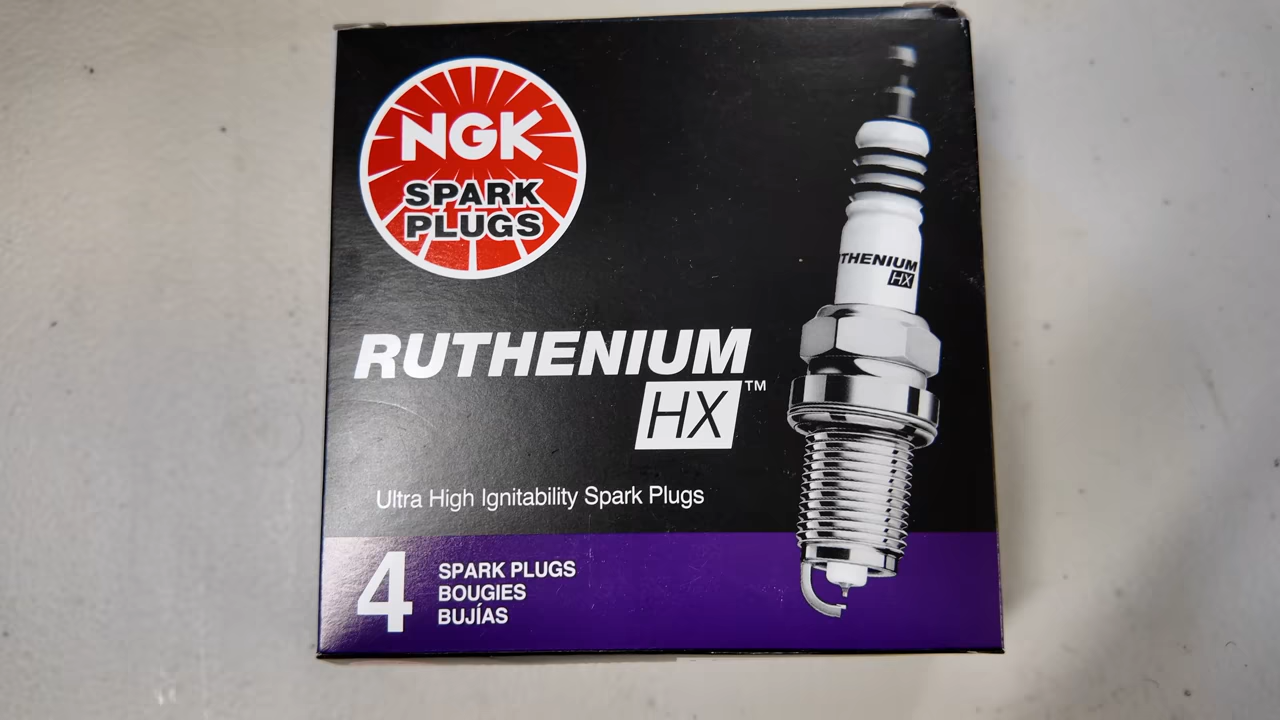 NGK
SPARK
PLUGS
THENIUM
HX
RUTHENIUM
HX™
Ultra High Ignitability Spark Plugs
4
SPARK PLUGS
BOUGIES
BUJÍAS